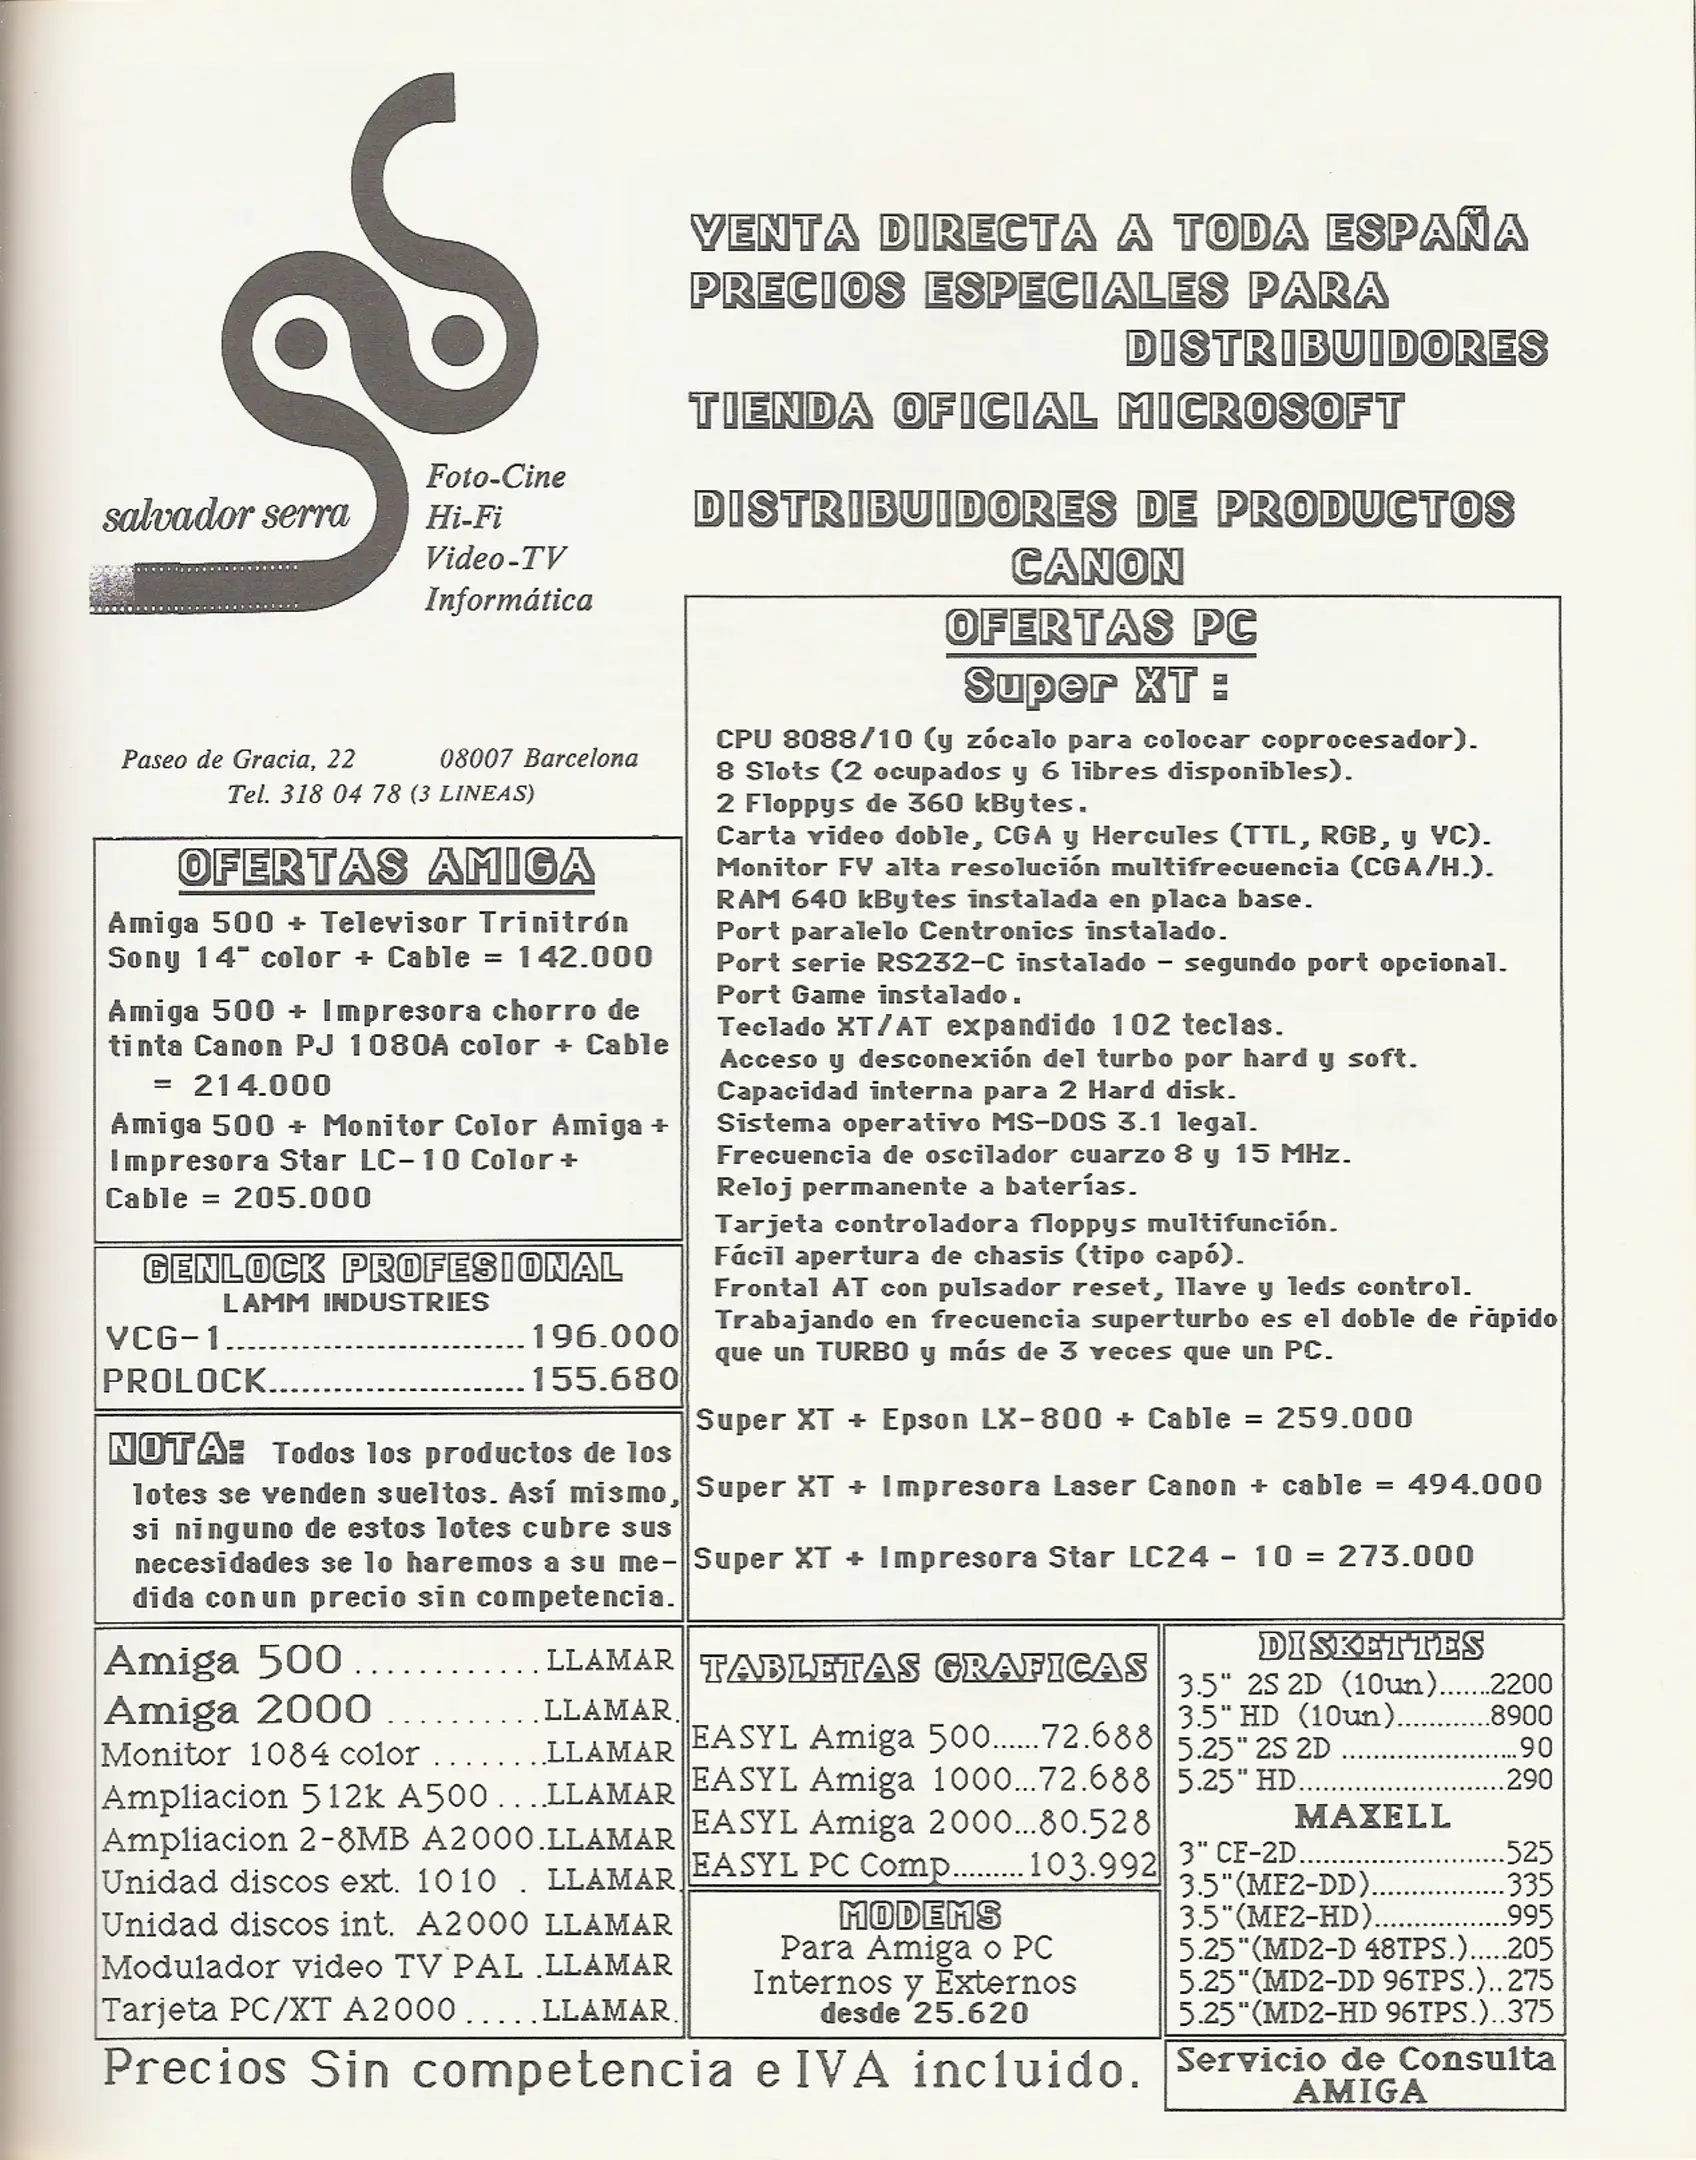 salvador serra
Foto-Cine
Hi-Fi
Video-TV
Informática
Paseo de Gracia, 22 08007 Barcelona
Tel. 318 04 78 (3 LINEAS)
VENTA DIRECTA A TODA ESPAÑA
PRECIOS ESPECIALES PARA
DISTRIBUIDORES
TIENDA OFICIAL MICROSOFT
DISTRIBUIDORES DE PRODUCTOS
CANON
OFERTAS AMIGA
Amiga 500 + Televisor Trinitrón
Sony 14" color + Cable = 142.000
Amiga 500 + Impresora chorro de
tinta Canon PJ 1080A color + Cable
= 214.000
Amiga 500 + Monitor Color Amiga +
Impresora Star LC-10 Color +
Cable = 205.000
GENLOCK PROFESIONAL
LAMM INDUSTRIES
VCG-1............................196.000
PROLOCK........................155.680
NOTA: Todos los productos de los
lotes se venden sueltos. Así mismo,
si ninguno de estos lotes cubre sus
necesidades se lo haremos a su me-
dida con un precio sin competencia.
OFERTAS PC
Super XT :
CPU 8088/10 (y zócalo para colocar coprocesador).
8 Slots (2 ocupados y 6 libres disponibles).
2 Floppys de 360 kBytes.
Carta video doble, CGA y Hercules (TTL, RGB, y VC).
Monitor FV alta resolución multifrecuencia (CGA/H.).
RAM 640 kBytes instalada en placa base.
Port paralelo Centronics instalado.
Port serie RS232-C instalado - segundo port opcional.
Port Game instalado.
Teclado XT/AT expandido 102 teclas.
Acceso y desconexión del turbo por hard y soft.
Capacidad interna para 2 Hard disk.
Sistema operativo MS-DOS 3.1 legal.
Frecuencia de oscilador cuarzo 8 y 15 MHz.
Reloj permanente a baterías.
Tarjeta controladora floppys multifunción.
Fácil apertura de chasis (tipo capó).
Frontal AT con pulsador reset, llave y leds control.
Trabajando en frecuencia superturbo es el doble de rápido
que un TURBO y más de 3 veces que un PC.
Super XT + Epson LX-800 + Cable = 259.000
Super XT + Impresora Laser Canon + cable = 494.000
Super XT + Impresora Star LC24 - 10 = 273.000
Amiga 500 ............LLAMAR
Amiga 2000 ..........LLAMAR.
Monitor 1084 color ........LLAMAR
Ampliacion 512k A500 ....LLAMAR
Ampliacion 2-8MB A2000.LLAMAR
Unidad discos ext. 1010 . LLAMAR.
Unidad discos int. A2000 LLAMAR
Modulador video TV PAL .LLAMAR
Tarjeta PC/XT A2000 .....LLAMAR.
TABLETAS GRAFICAS
EASYL Amiga 500......72.688
EASYL Amiga 1000...72.688
EASYL Amiga 2000...80.528
EASYL PC Comp.........103.992
MODEMS
Para Amiga o PC
Internos y Externos
desde 25.620
DISKETTES
3.5" 2S 2D (10un).......2200
3.5" HD (10un)............8900
5.25" 2S 2D .......................90
5.25" HD..........................290
MAXELL
3" CF-2D..........................525
3.5"(MF2-DD).................335
3.5"(MF2-HD).................995
5.25"(MD2-D 48TPS.).....205
5.25"(MD2-DD 96TPS.)..275
5.25"(MD2-HD 96TPS.)..375
Precios Sin competencia e IVA incluido.
Servicio de Consulta
AMIGA